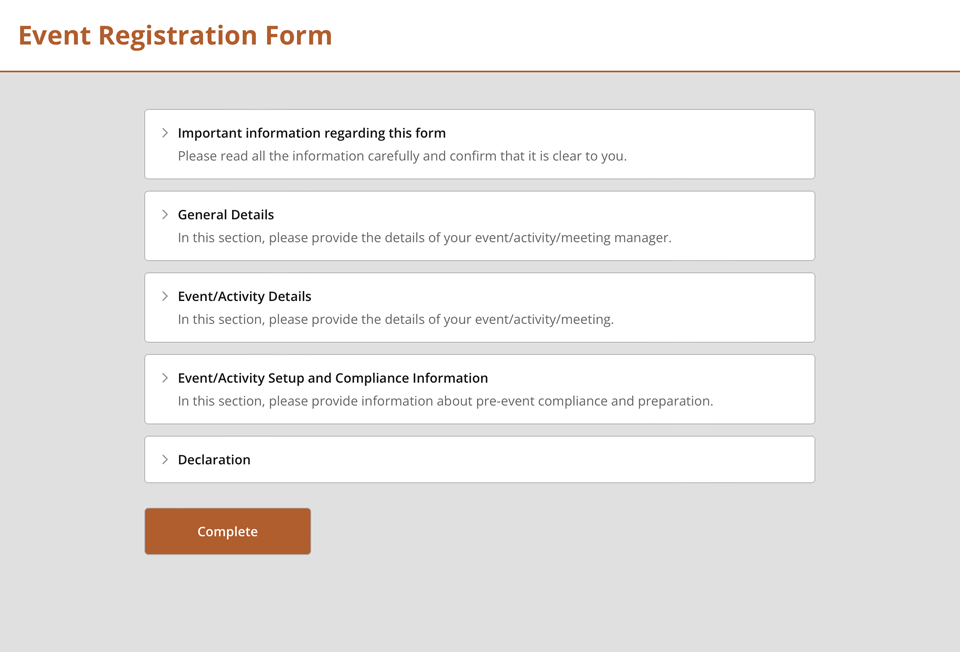 Event Registration Form
Important information regarding this form
Please read all the information carefully and confirm that it is clear to you.
General Details
In this section, please provide the details of your event/activity/meeting manager.
Event/Activity Details
In this section, please provide the details of your event/activity/meeting.
Event/Activity Setup and Compliance Information
In this section, please provide information about pre-event compliance and preparation.
Declaration
Complete